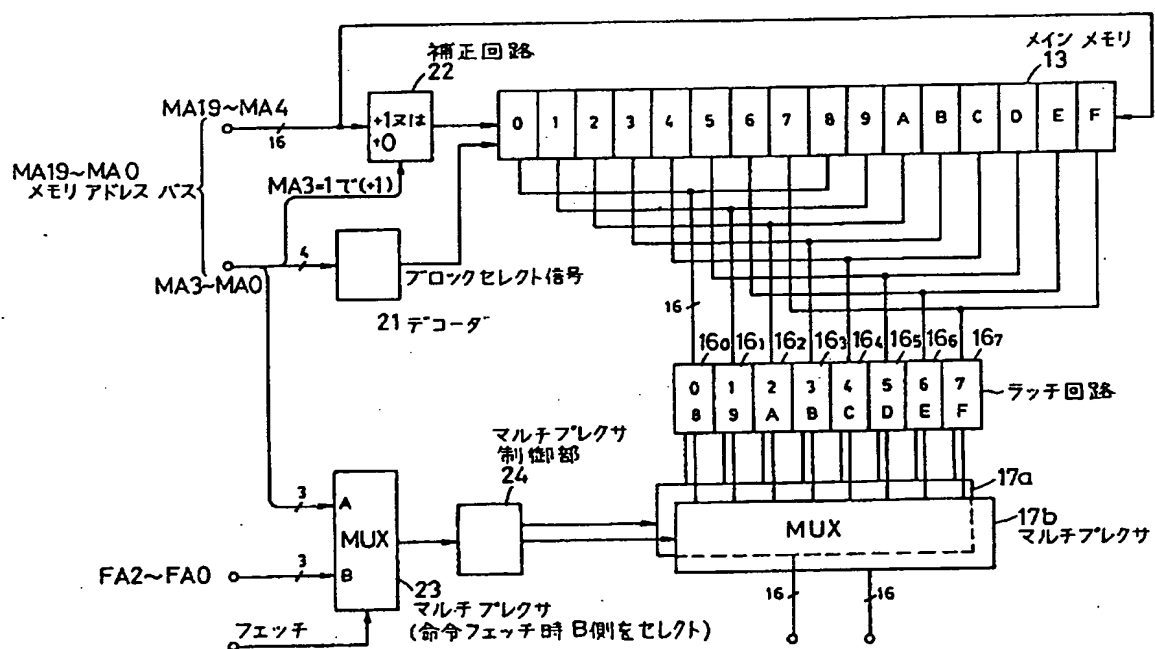 補正回路
22
MA19~MA4
16
+1又は
+0
メイン メモリ
13
0 1 2 3 4 5 6 7 8 9 A B C D E F
MA19~MA0
メモリ アドレス バス
MA3=1で(+1)
MA3~MA0
4
ブロックセレクト信号
21 デコーダ
16
16₀ 16₁ 16₂ 16₃ 16₄ 16₅ 16₆ 16₇
0 1 2 3 4 5 6 7
8 9 A B C D E F
ラッチ回路
マルチプレクサ
制御部
24
17a
3
A
MUX
MUX
17b
マルチプレクサ
FA2~FA0
3
B
23
マルチ プレクサ
(命令フェッチ時 B側をセレクト)
フェッチ
16
16